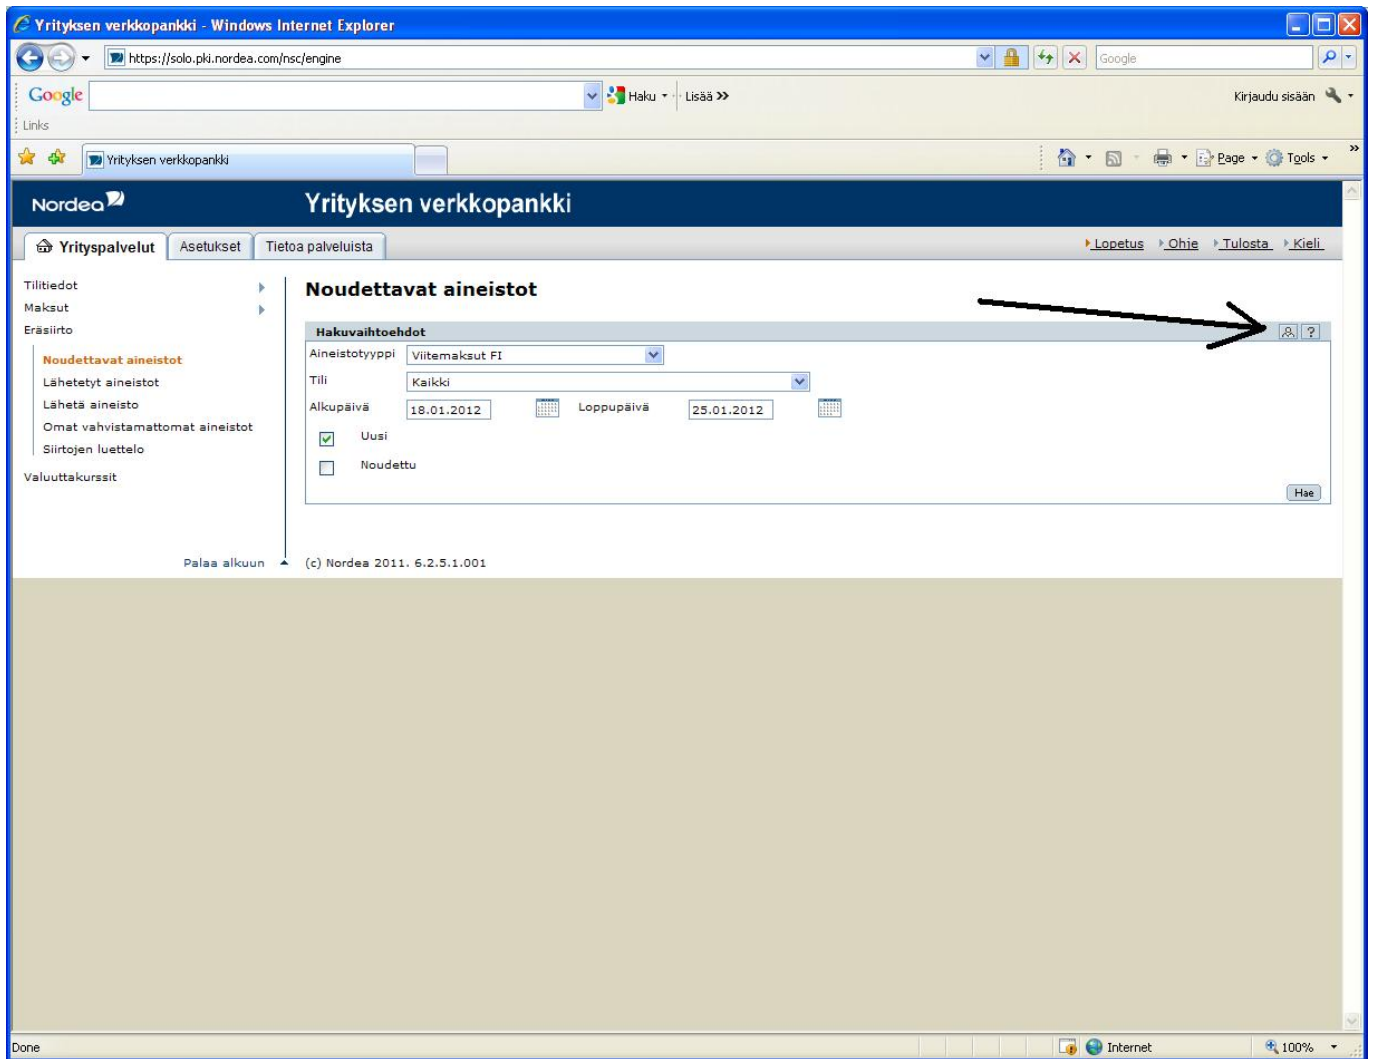 Yrityksen verkkopankki - Windows Internet Explorer
https://solo.pki.nordea.com/nsc/engine
Google
Google
Haku
Lisää »
Kirjaudu sisään
Links
Yrityksen verkkopankki
Page
Tools
»
Nordea
Yrityksen verkkopankki
Yrityspalvelut
Asetukset
Tietoa palveluista
Lopetus
Ohje
Tulosta
Kieli
Tilitiedot
Maksut
Eräsiirto
Noudettavat aineistot
Lähetetyt aineistot
Lähetä aineisto
Omat vahvistamattomat aineistot
Siirtojen luettelo
Valuuttakurssit
Palaa alkuun
Noudettavat aineistot
Hakuvaihtoehdot
?
Aineistotyyppi Viitemaksut FI
Tili Kaikki
Alkupäivä 18.01.2012 Loppupäivä 25.01.2012
Uusi
Noudettu
Hae
(c) Nordea 2011. 6.2.5.1.001
Done
Internet
100%